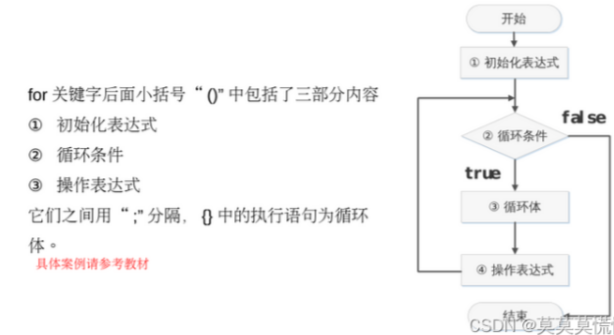 for 关键字后面小括号“ ()” 中包括了三部分内容
① 初始化表达式
② 循环条件
③ 操作表达式
它们之间用“ ;” 分隔， {} 中的执行语句为循环
体。
具体案例请参考教材
开始
① 初始化表达式
② 循环条件
false
true
③ 循环体
④ 操作表达式
结束
CSDN @莫莫莫慌